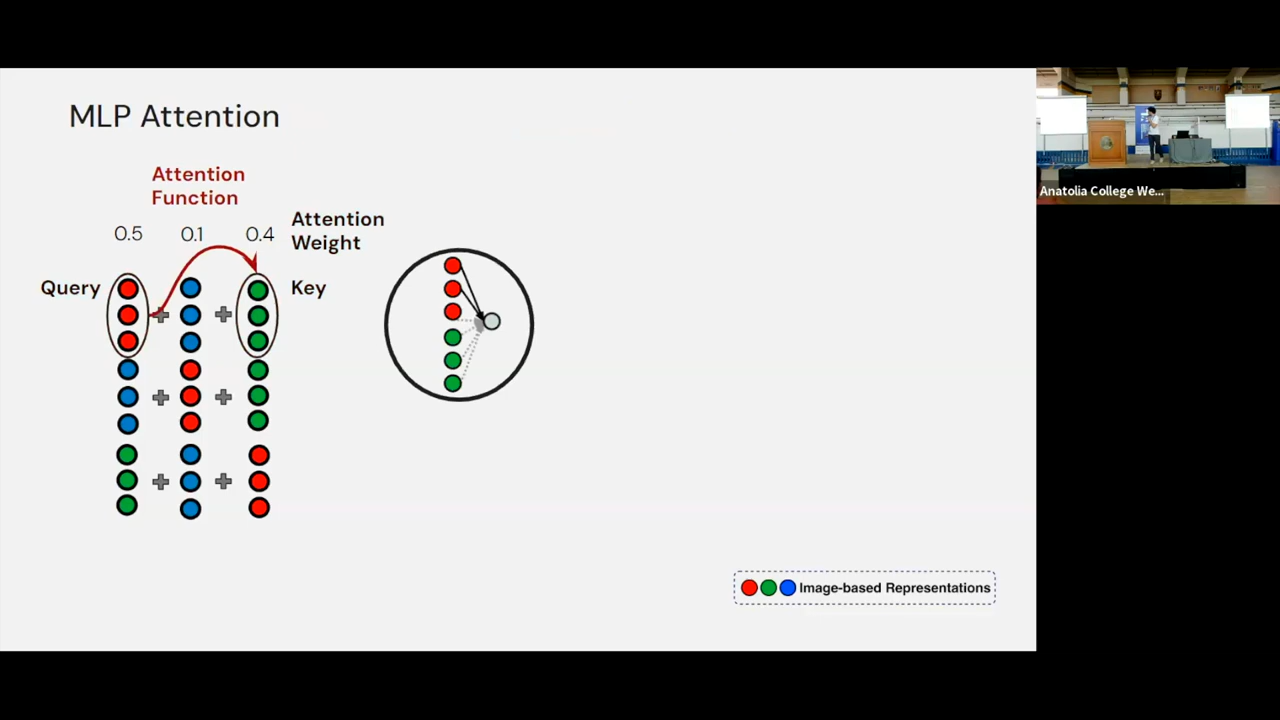 MLP Attention
Attention
Function
0.5 0.1 0.4
Attention
Weight
Query
Key
Image-based Representations
Anatolia College We...